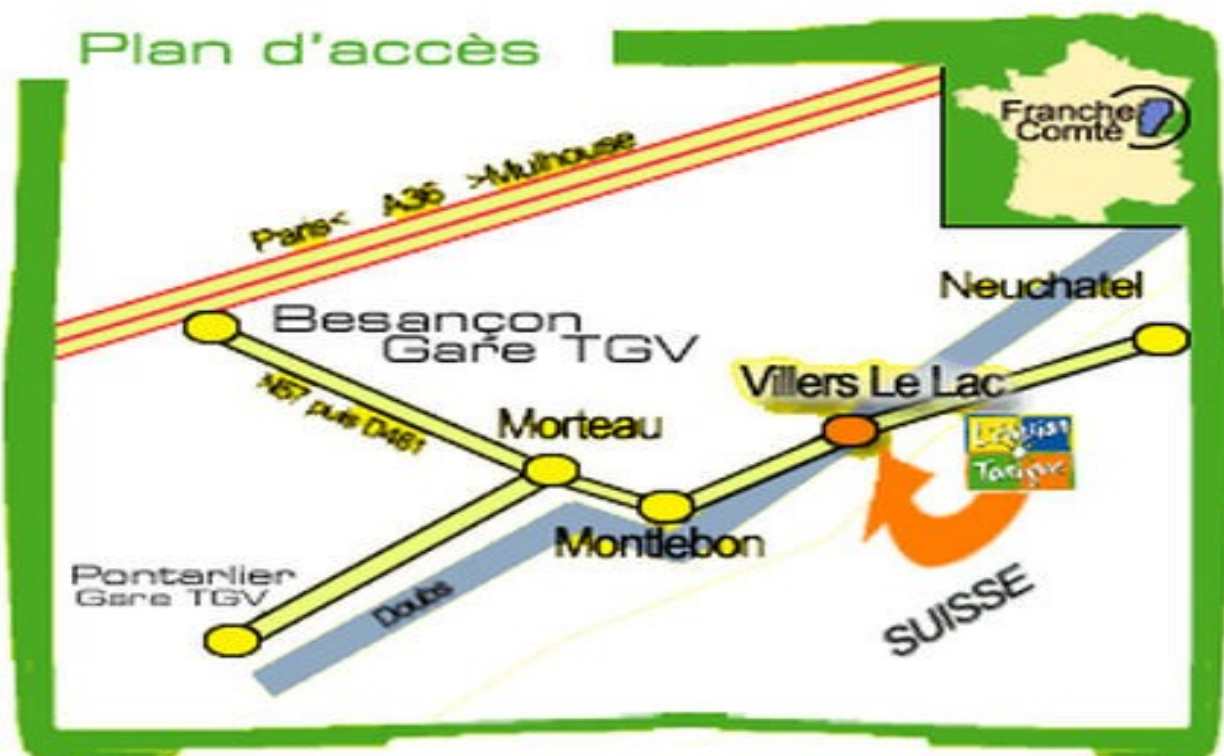 Plan d'accès
Franche
Comté
Paris< A36 >Mulhouse
Neuchatel
Besançon
Gare TGV
Villers Le Lac
N57 puis D461
Morteau
Montlebon
Pontarlier
Gare TGV
Doubs
SUISSE